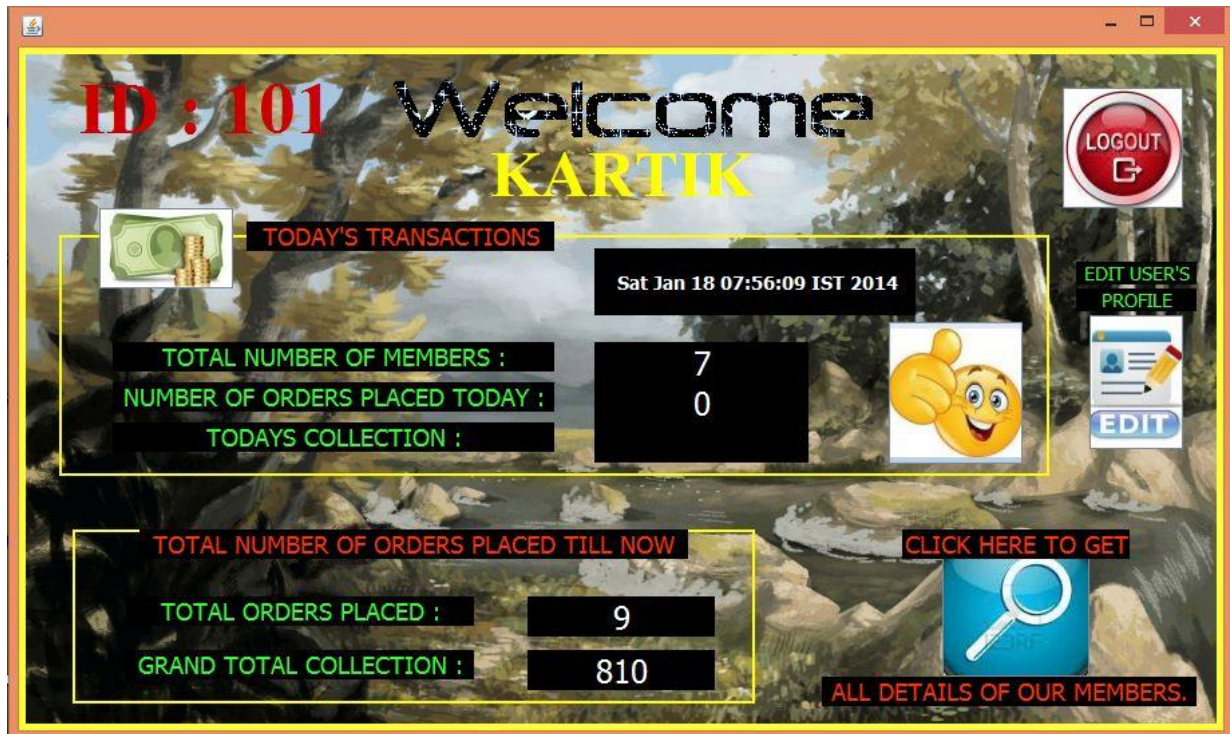 ID : 101
Welcome
KARTIK
LOGOUT
TODAY'S TRANSACTIONS
Sat Jan 18 07:56:09 IST 2014
EDIT USER'S
PROFILE
TOTAL NUMBER OF MEMBERS :
7
NUMBER OF ORDERS PLACED TODAY :
0
TODAYS COLLECTION :
EDIT
TOTAL NUMBER OF ORDERS PLACED TILL NOW
TOTAL ORDERS PLACED :
9
GRAND TOTAL COLLECTION :
810
CLICK HERE TO GET
ALL DETAILS OF OUR MEMBERS.